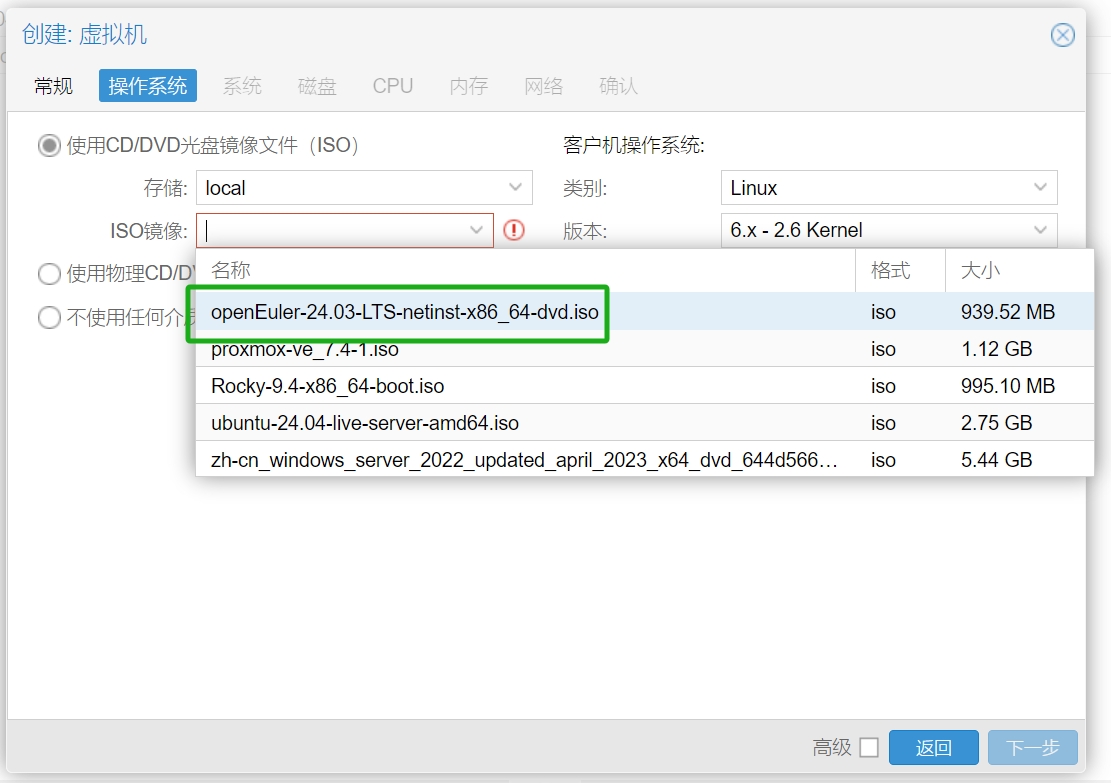 创建: 虚拟机
常规 操作系统 系统 磁盘 CPU 内存 网络 确认
使用CD/DVD光盘镜像文件（ISO） 客户机操作系统:
存储: local 类别: Linux
ISO镜像: 版本: 6.x - 2.6 Kernel
使用物理CD/D 名称 格式 大小
不使用任何介 openEuler-24.03-LTS-netinst-x86_64-dvd.iso iso 939.52 MB
proxmox-ve_7.4-1.iso iso 1.12 GB
Rocky-9.4-x86_64-boot.iso iso 995.10 MB
ubuntu-24.04-live-server-amd64.iso iso 2.75 GB
zh-cn_windows_server_2022_updated_april_2023_x64_dvd_644d566... iso 5.44 GB
高级 返回 下一步